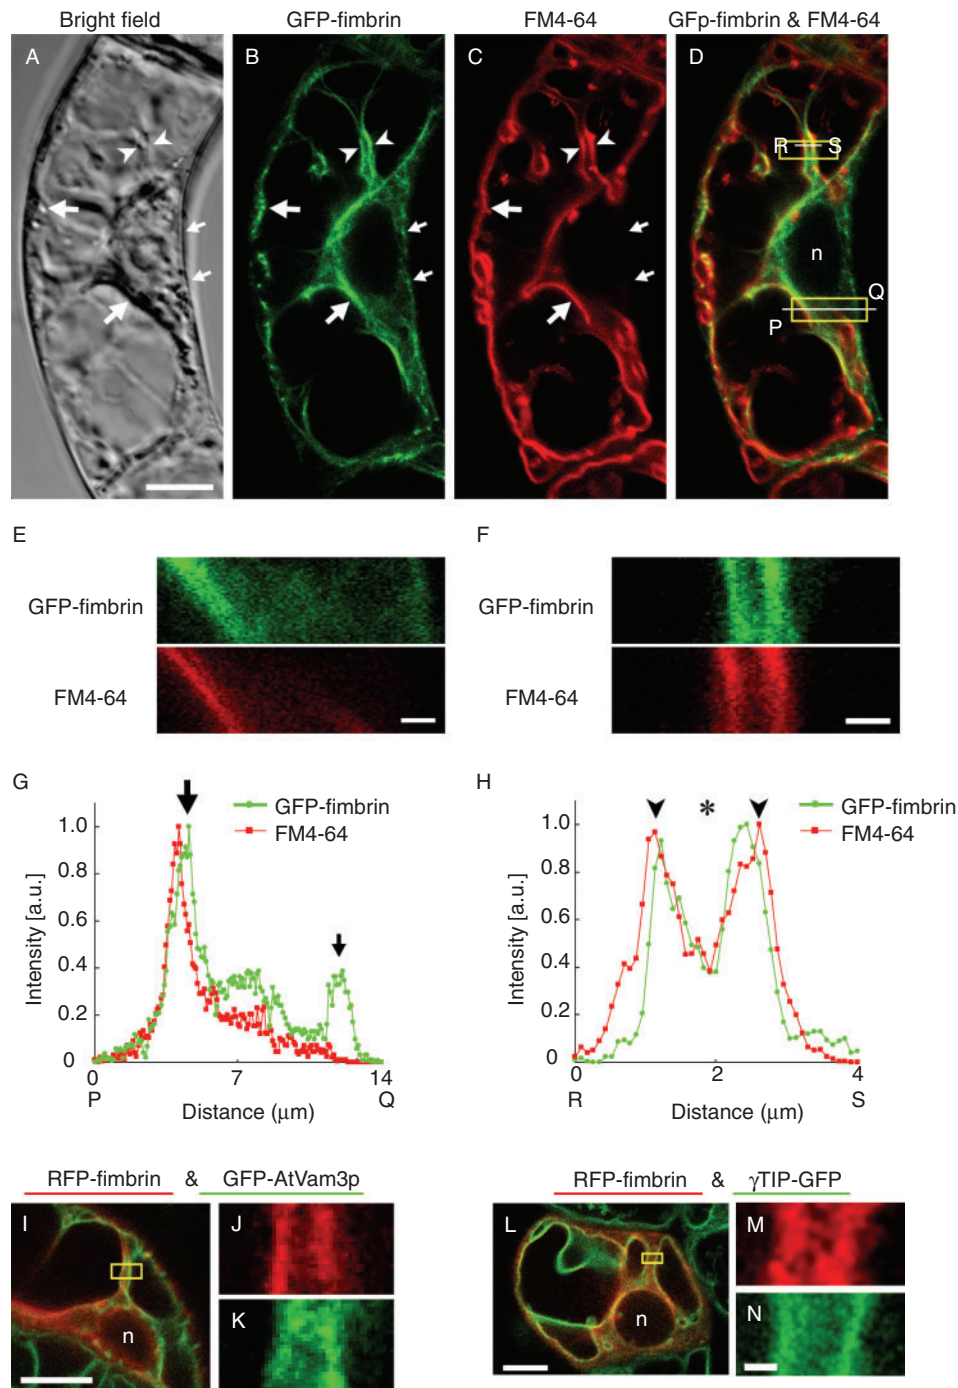 Bright field GFP-fimbrin FM4-64 GFp-fimbrin & FM4-64
A B C D
R S
n
Q
P
E F
GFP-fimbrin GFP-fimbrin
FM4-64 FM4-64
G H
GFP-fimbrin
FM4-64
1.0
0.8
0.6
0.4
0.2
0
Intensity [a.u.]
0 7 14
P Distance (μm) Q
*
GFP-fimbrin
FM4-64
1.0
0.8
0.6
0.4
0.2
0
Intensity [a.u.]
0 2 4
R Distance (μm) S
RFP-fimbrin & GFP-AtVam3p
I J
K
n
RFP-fimbrin & γTIP-GFP
L M
N
n